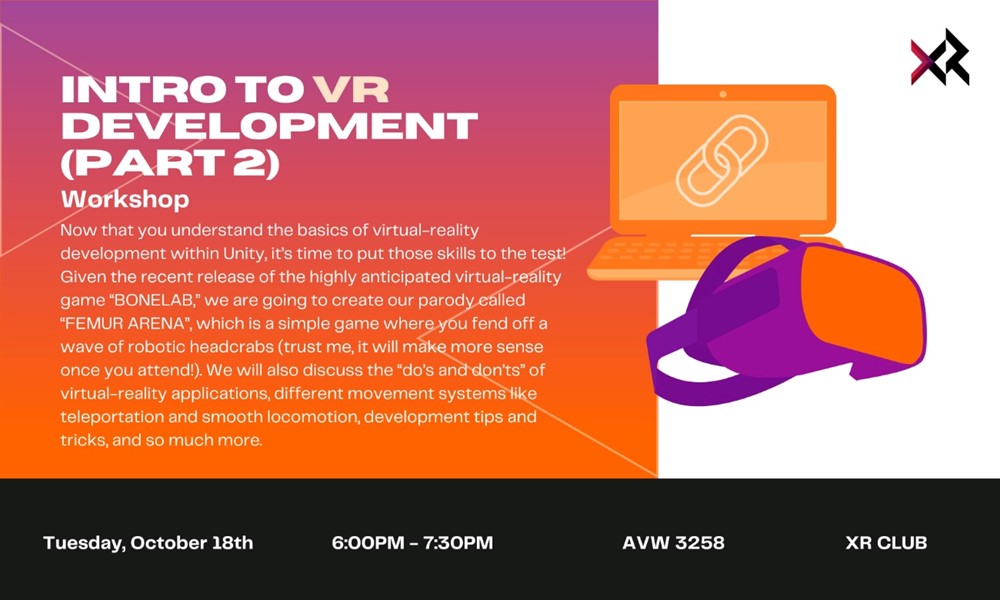 XR
INTRO TO VR
DEVELOPMENT
(PART 2)
Workshop
Now that you understand the basics of virtual-reality
development within Unity, it's time to put those skills to the test!
Given the recent release of the highly anticipated virtual-reality
game “BONELAB,” we are going to create our parody called
“FEMUR ARENA”, which is a simple game where you fend off a
wave of robotic headcrabs (trust me, it will make more sense
once you attend!). We will also discuss the “do's and don'ts” of
virtual-reality applications, different movement systems like
teleportation and smooth locomotion, development tips and
tricks, and so much more.
Tuesday, October 18th
6:00PM - 7:30PM
AVW 3258
XR CLUB